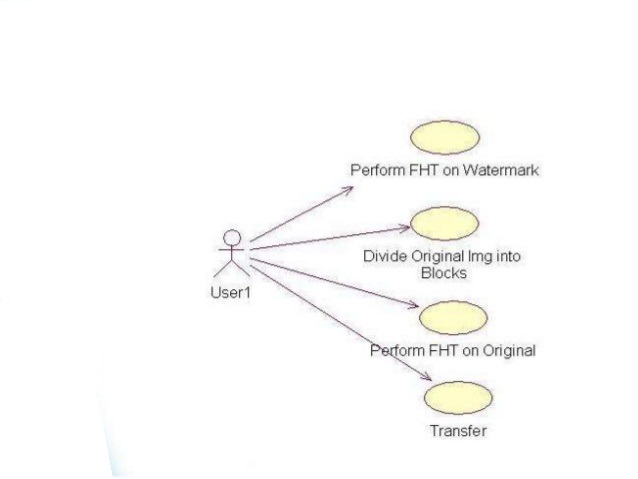 Perform FHT on Watermark
Divide Original Img into
Blocks
User1
Perform FHT on Original
Transfer